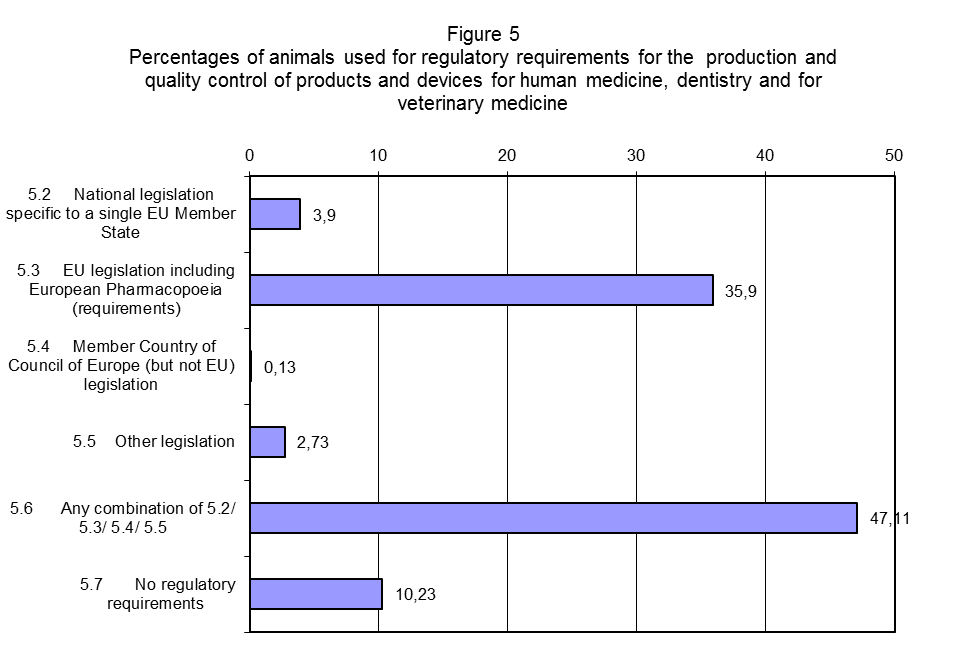 Figure 5
Percentages of animals used for regulatory requirements for the production and
quality control of products and devices for human medicine, dentistry and for
veterinary medicine
0 10 20 30 40 50
5.2 National legislation
specific to a single EU Member
State
3,9
5.3 EU legislation including
European Pharmacopoeia
(requirements)
35,9
5.4 Member Country of
Council of Europe (but not EU)
legislation
0,13
5.5 Other legislation
2,73
5.6 Any combination of 5.2/
5.3/ 5.4/ 5.5
47,11
5.7 No regulatory
requirements
10,23